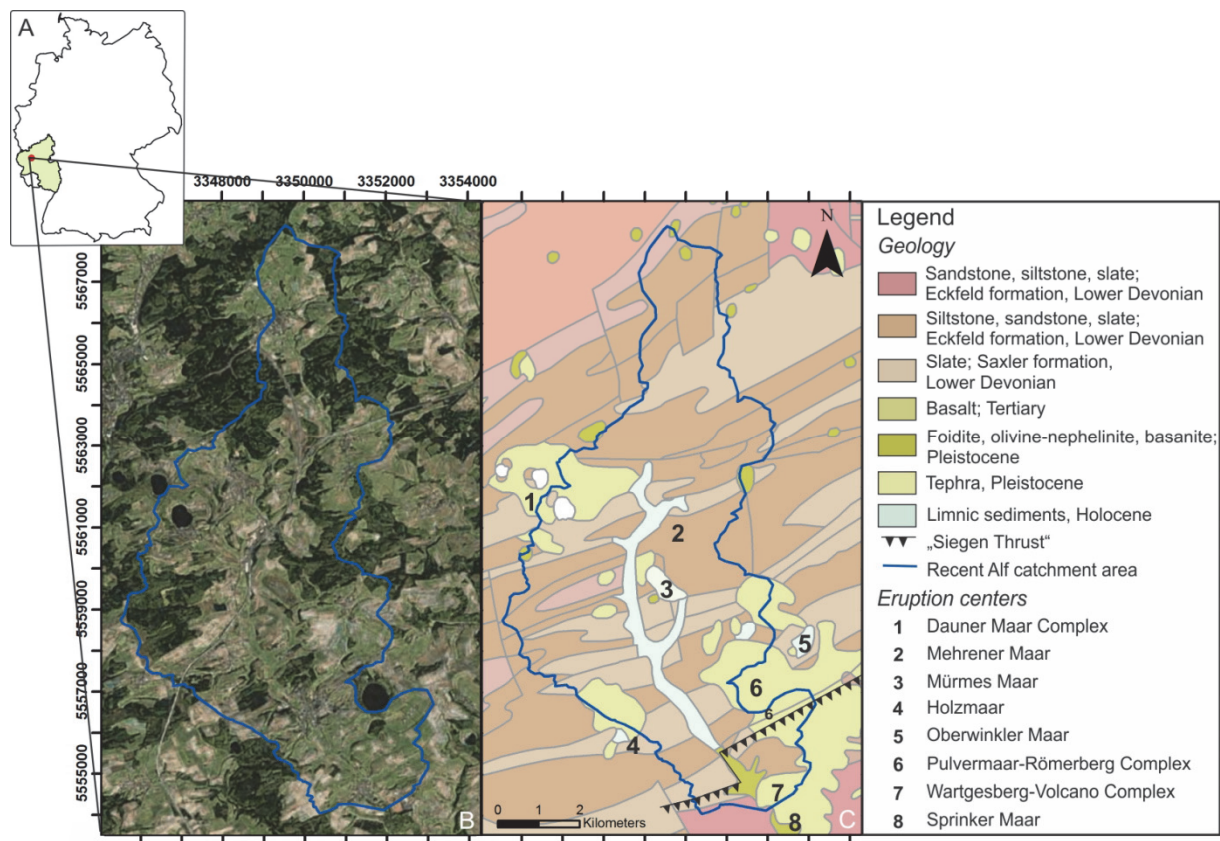 A
3348000 3350000 3352000 3354000
5567000
5565000
5563000
5561000
5559000
5557000
5555000
B
N
1
2
3
4
5
6
6
7
8
0 1 2
Kilometers
C
Legend
Geology
Sandstone, siltstone, slate;
Eckfeld formation, Lower Devonian
Siltstone, sandstone, slate;
Eckfeld formation, Lower Devonian
Slate; Saxler formation,
Lower Devonian
Basalt; Tertiary
Foidite, olivine-nephelinite, basanite;
Pleistocene
Tephra, Pleistocene
Limnic sediments, Holocene
„Siegen Thrust“
Recent Alf catchment area
Eruption centers
1 Dauner Maar Complex
2 Mehrener Maar
3 Mürmes Maar
4 Holzmaar
5 Oberwinkler Maar
6 Pulvermaar-Römerberg Complex
7 Wartgesberg-Volcano Complex
8 Sprinker Maar